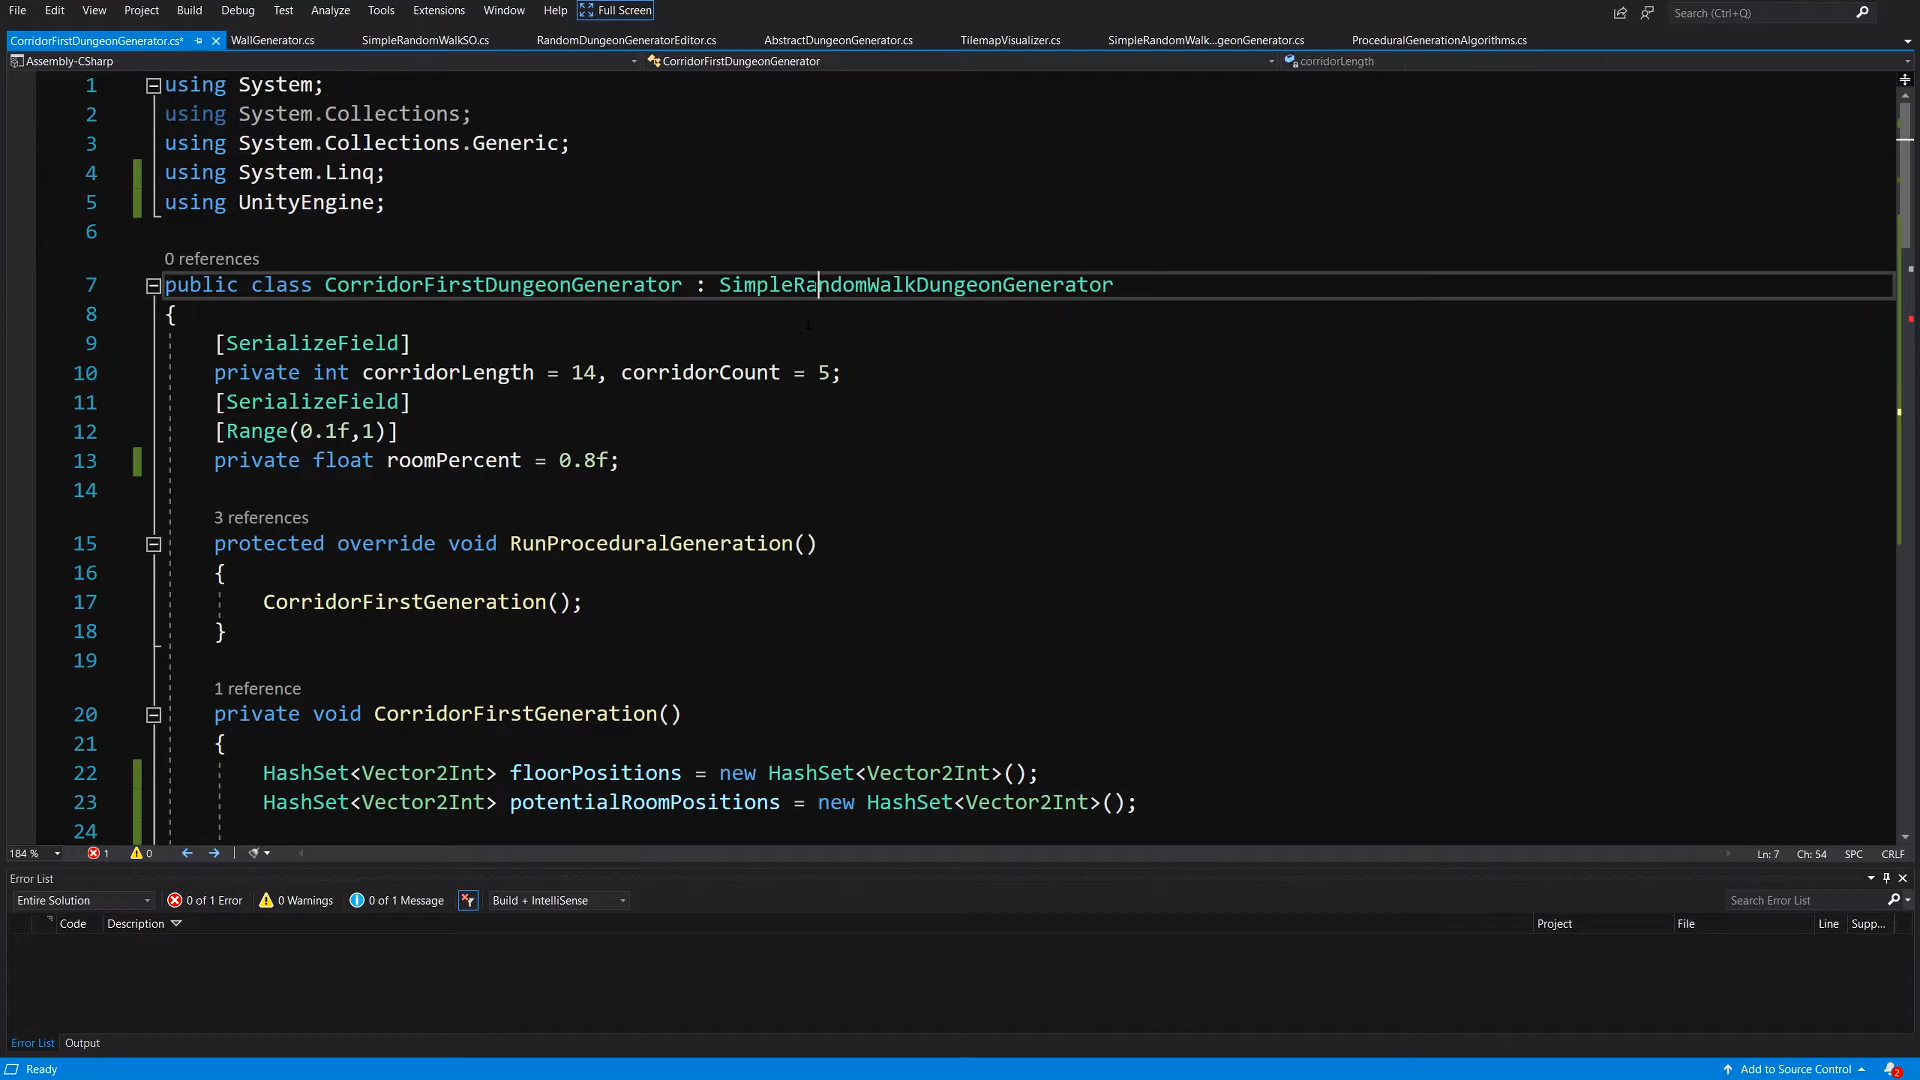 File Edit View Project Build Debug Test Analyze Tools Extensions Window Help Full Screen Search (Ctrl+Q)
CorridorFirstDungeonGenerator.cs* WallGenerator.cs SimpleRandomWalkSO.cs RandomDungeonGeneratorEditor.cs AbstractDungeonGenerator.cs TilemapVisualizer.cs SimpleRandomWalk...geonGenerator.cs ProceduralGenerationAlgorithms.cs
Assembly-CSharp CorridorFirstDungeonGenerator corridorLength
1 using System;
2 using System.Collections;
3 using System.Collections.Generic;
4 using System.Linq;
5 using UnityEngine;
6
0 references
7 public class CorridorFirstDungeonGenerator : SimpleRandomWalkDungeonGenerator
8 {
9 [SerializeField]
10 private int corridorLength = 14, corridorCount = 5;
11 [SerializeField]
12 [Range(0.1f,1)]
13 private float roomPercent = 0.8f;
14
3 references
15 protected override void RunProceduralGeneration()
16 {
17 CorridorFirstGeneration();
18 }
19
1 reference
20 private void CorridorFirstGeneration()
21 {
22 HashSet<Vector2Int> floorPositions = new HashSet<Vector2Int>();
23 HashSet<Vector2Int> potentialRoomPositions = new HashSet<Vector2Int>();
24
184 % 1 0 Ln: 7 Ch: 54 SPC CRLF
Error List
Entire Solution 0 of 1 Error 0 Warnings 0 of 1 Message Build + IntelliSense Search Error List
Code Description Project File Line Supp...
Error List Output
Ready Add to Source Control 2